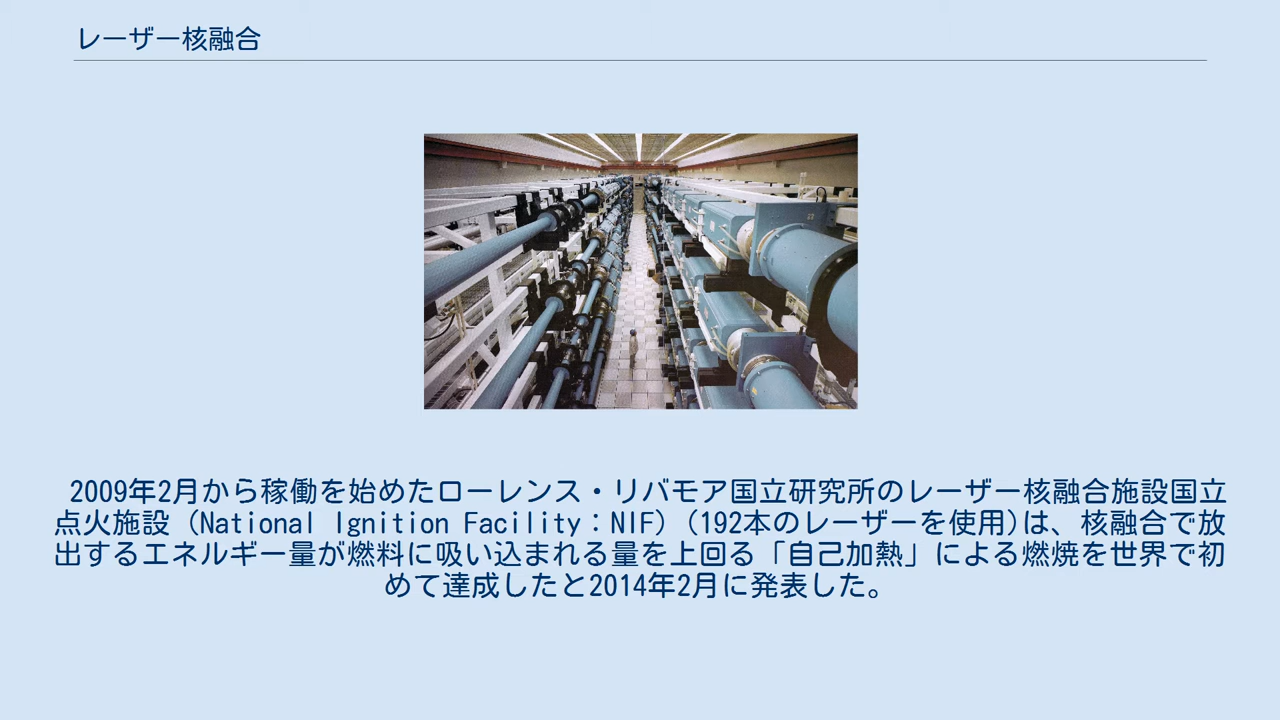 レーザー核融合
2009年2月から稼働を始めたローレンス・リバモア国立研究所のレーザー核融合施設国立
点火施設（National Ignition Facility：NIF）(192本のレーザーを使用)は、核融合で放
出するエネルギー量が燃料に吸い込まれる量を上回る「自己加熱」による燃焼を世界で初
めて達成したと2014年2月に発表した。